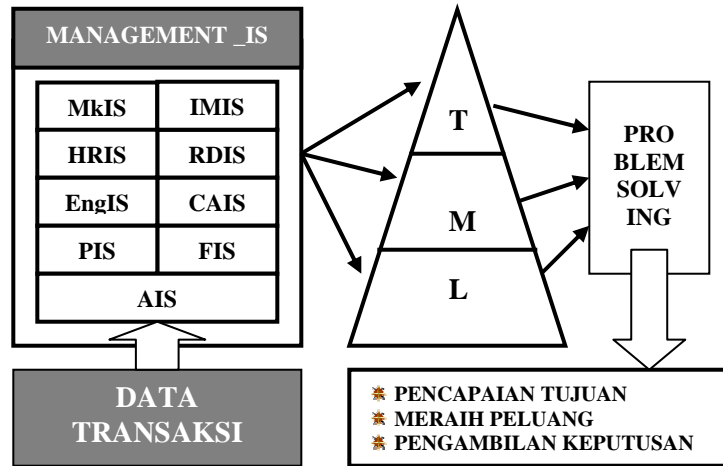 MANAGEMENT _IS
MkIS IMIS
HRIS RDIS
EngIS CAIS
PIS FIS
AIS
DATA
TRANSAKSI
T
M
L
PRO
BLEM
SOLV
ING
PENCAPAIAN TUJUAN
MERAIH PELUANG
PENGAMBILAN KEPUTUSAN